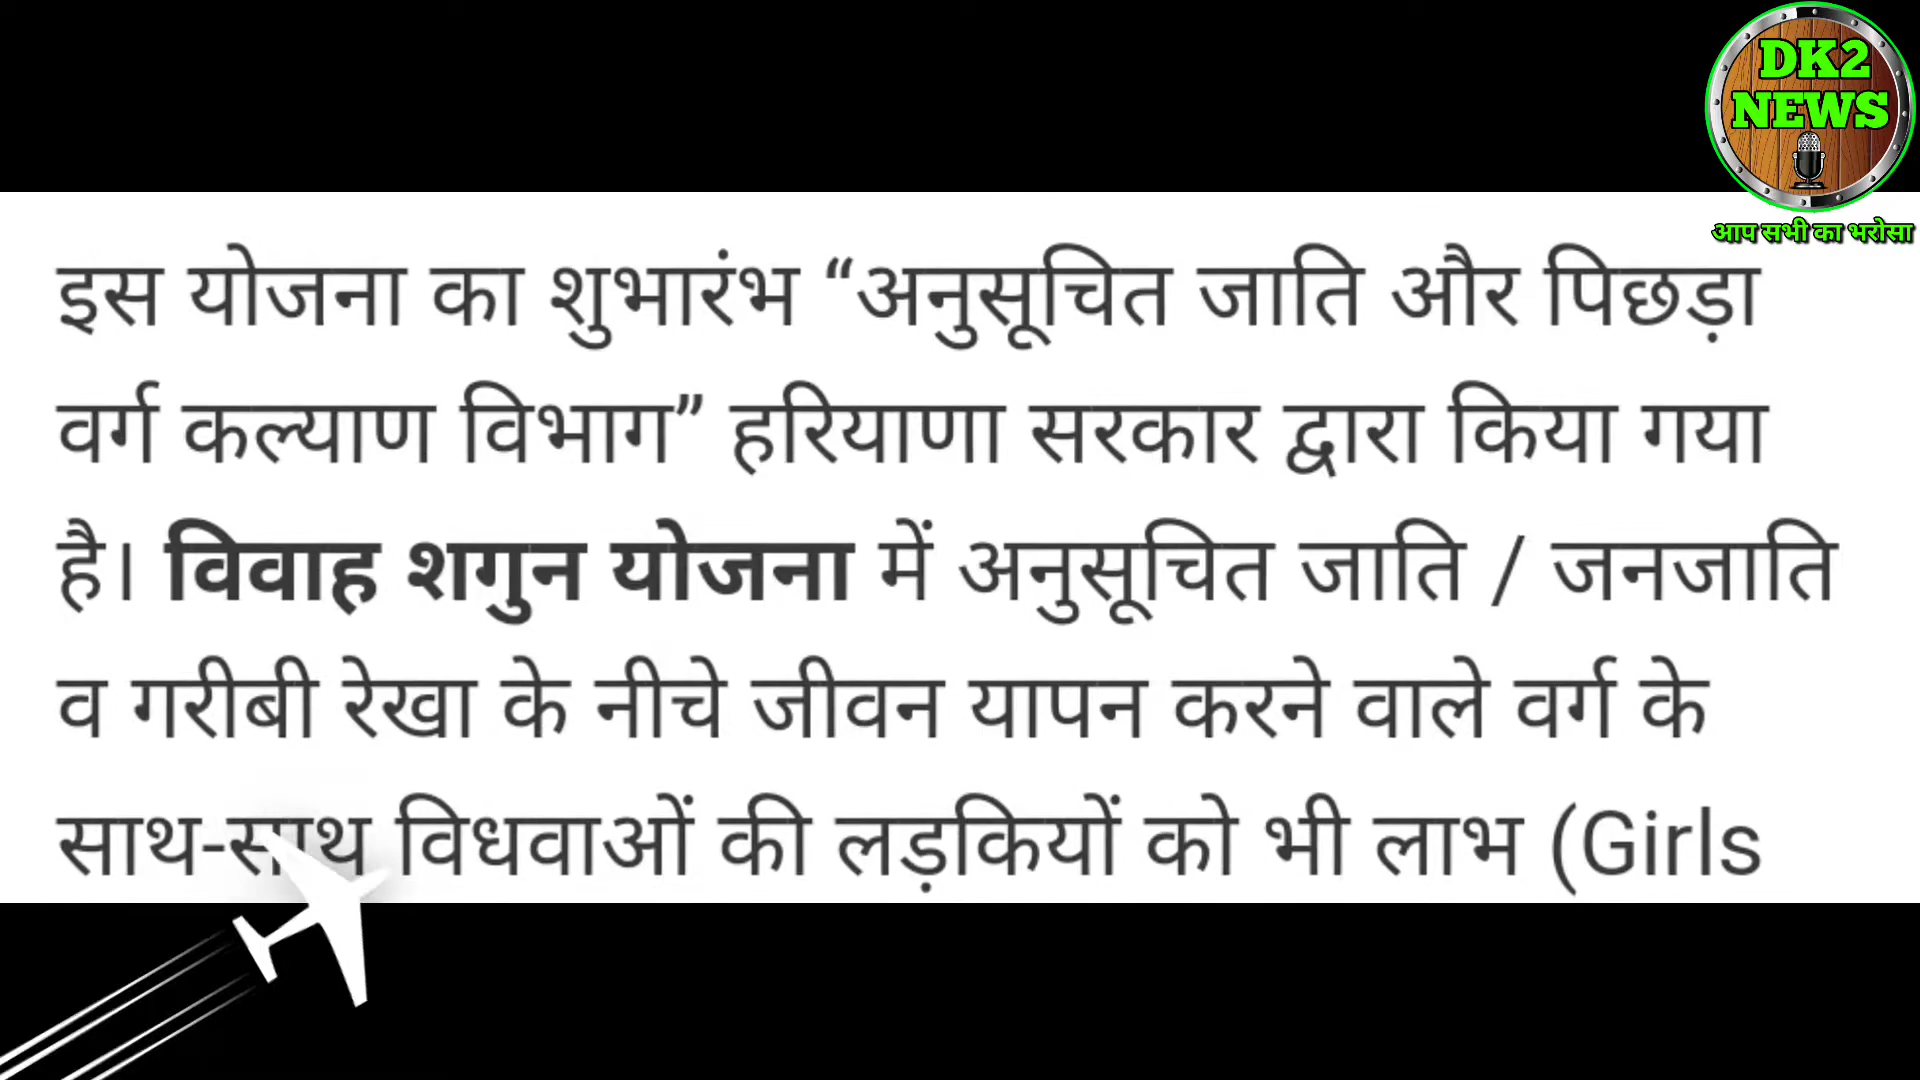 DK2
NEWS
आप सभी का भरोसा
इस योजना का शुभारंभ “अनुसूचित जाति और पिछड़ा
वर्ग कल्याण विभाग” हरियाणा सरकार द्वारा किया गया
है। विवाह शगुन योजना में अनुसूचित जाति / जनजाति
व गरीबी रेखा के नीचे जीवन यापन करने वाले वर्ग के
साथ-साथ विधवाओं की लड़कियों को भी लाभ (Girls